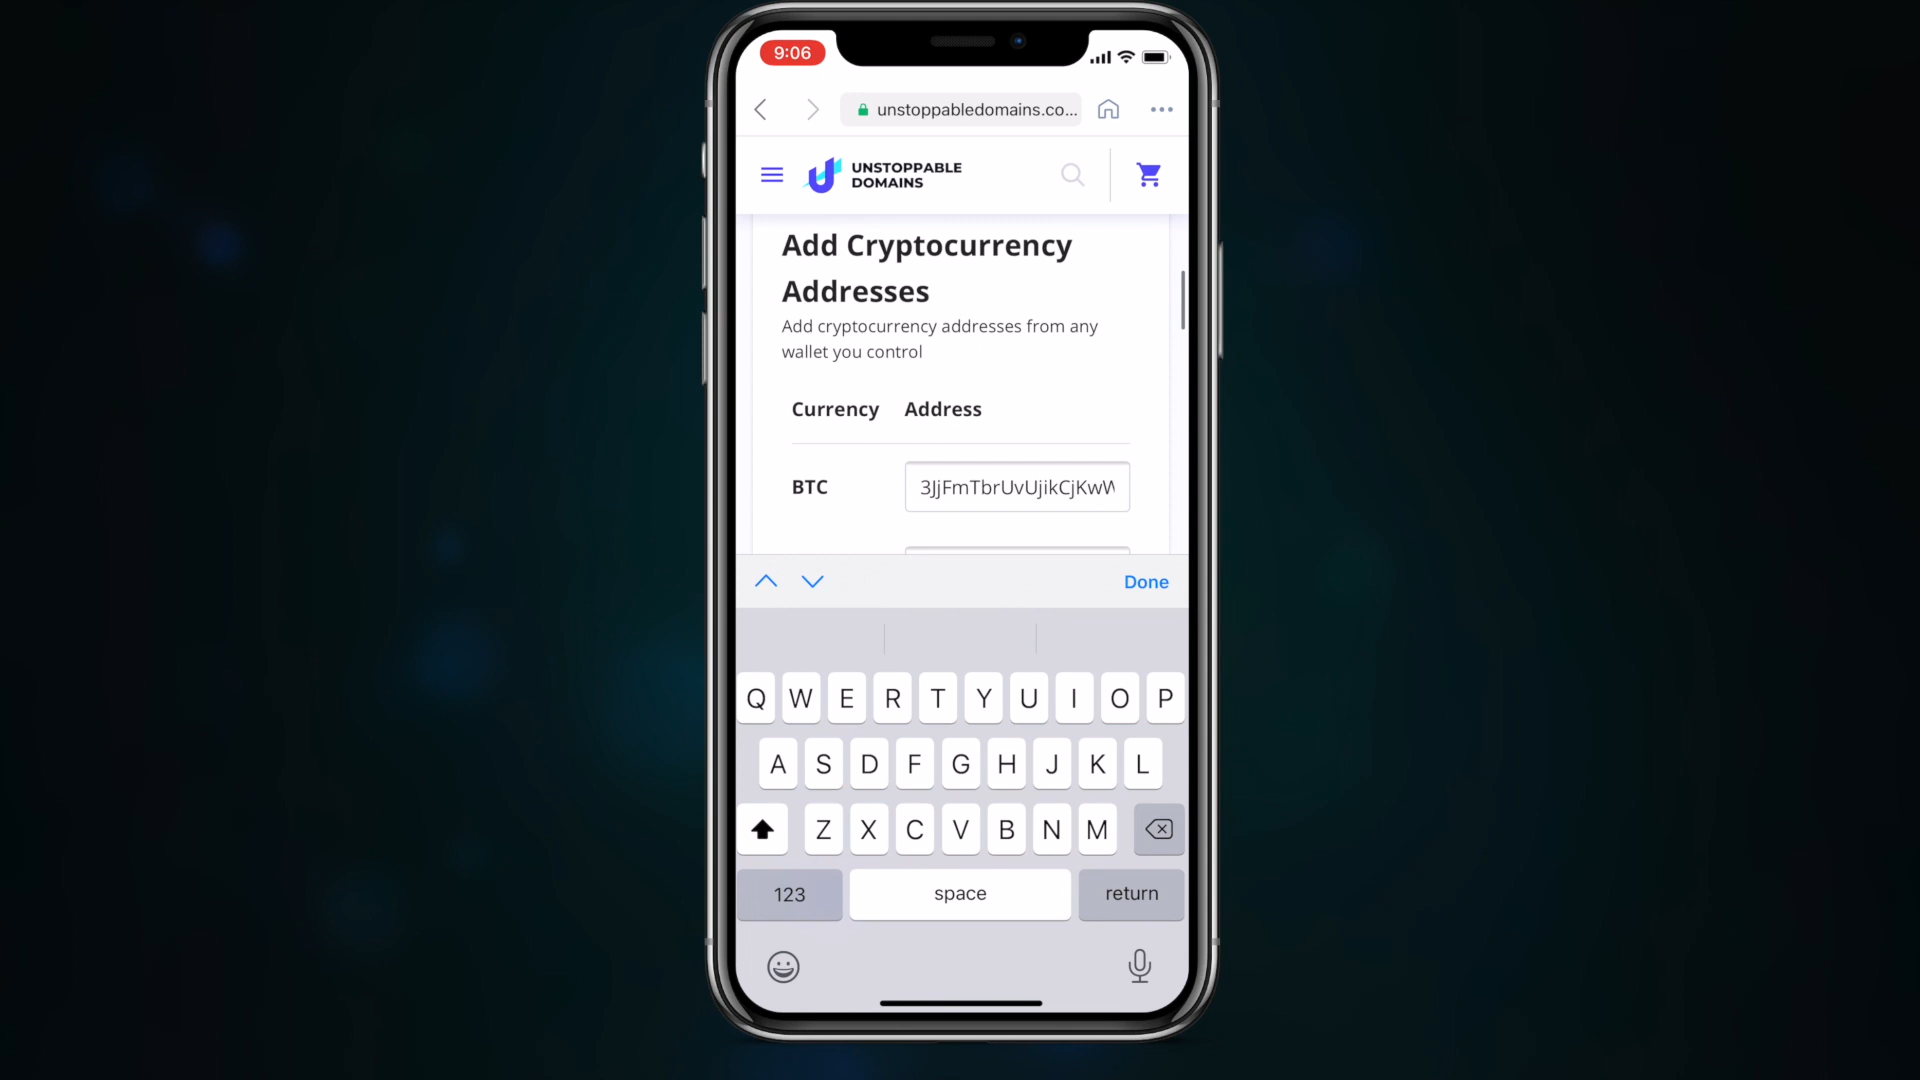 9:06
unstoppabledomains.co...
UNSTOPPABLE
DOMAINS
Add Cryptocurrency
Addresses
Add cryptocurrency addresses from any
wallet you control
Currency Address
BTC 3JjFmTbrUvUjikCjKwW
Done
Q W E R T Y U I O P
A S D F G H J K L
Z X C V B N M
123 space return